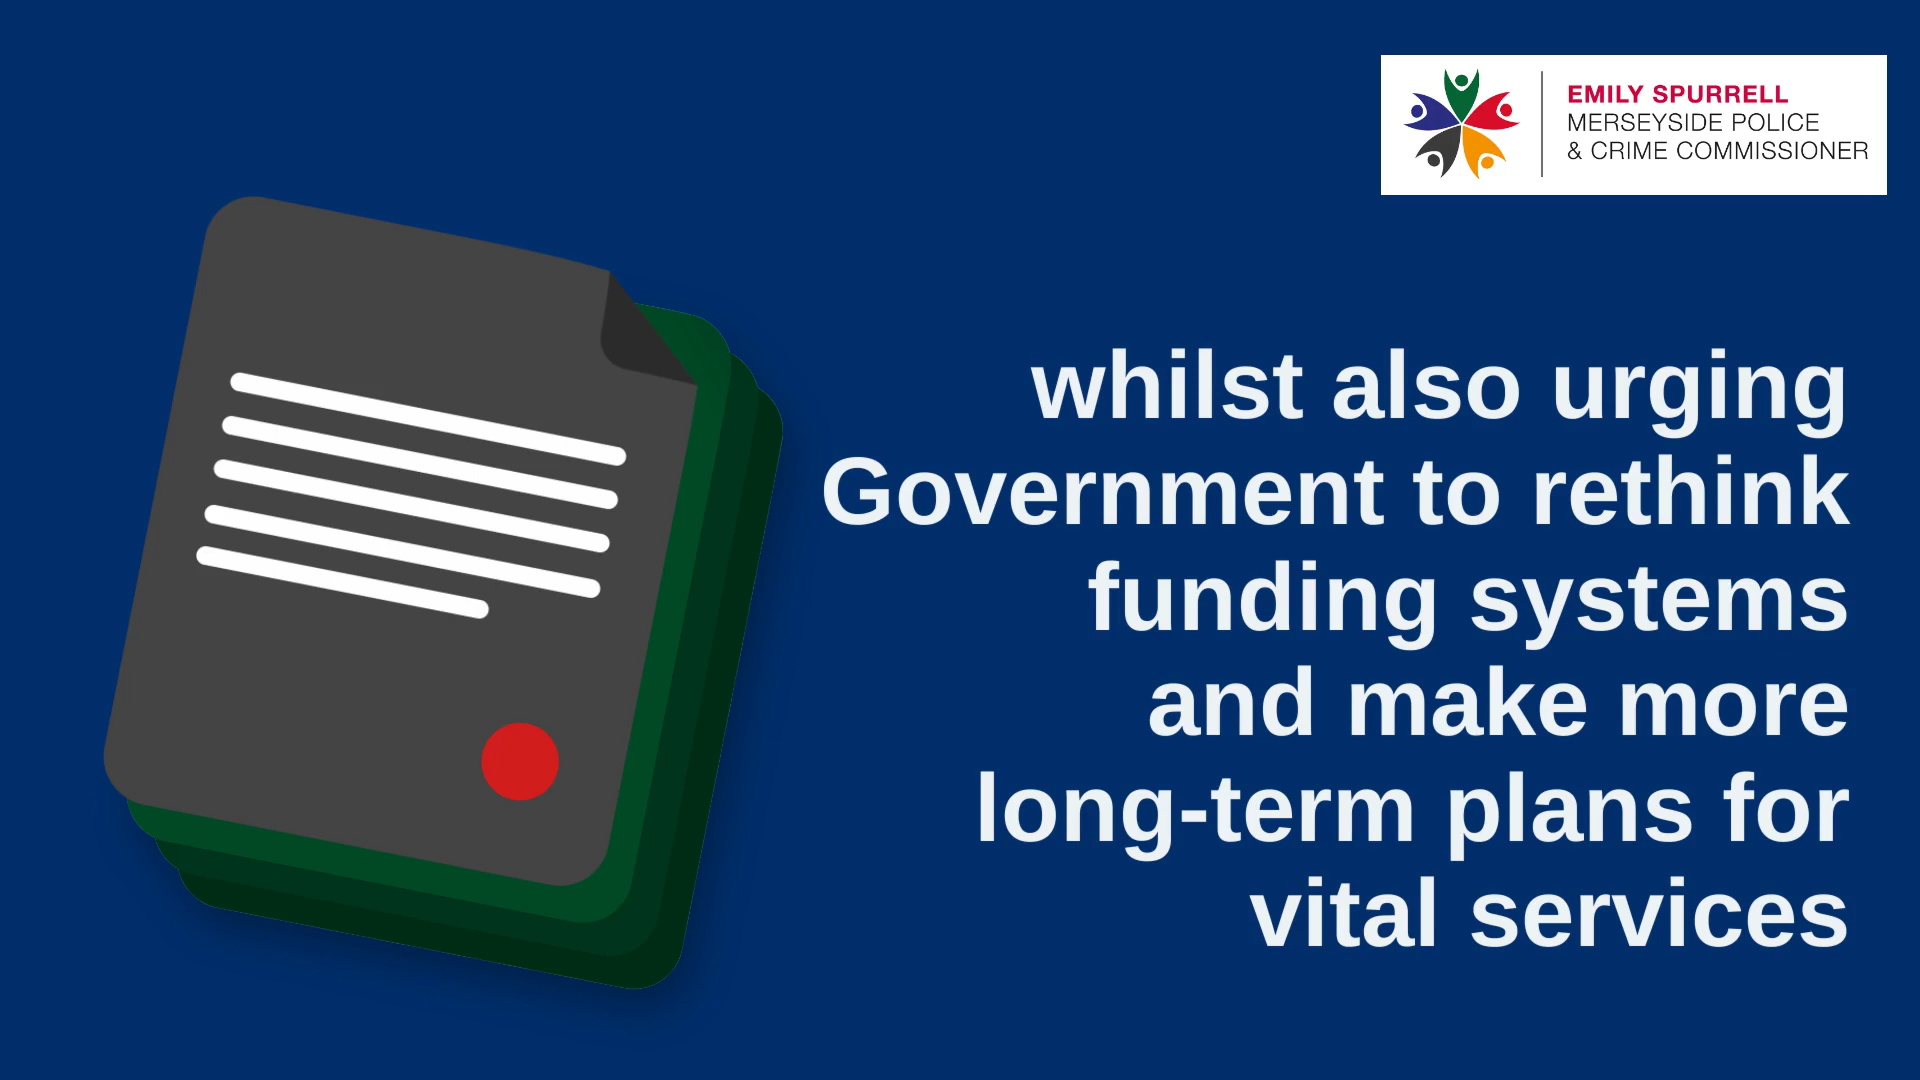 EMILY SPURRELL
MERSEYSIDE POLICE
& CRIME COMMISSIONER
whilst also urging
Government to rethink
funding systems
and make more
long-term plans for
vital services